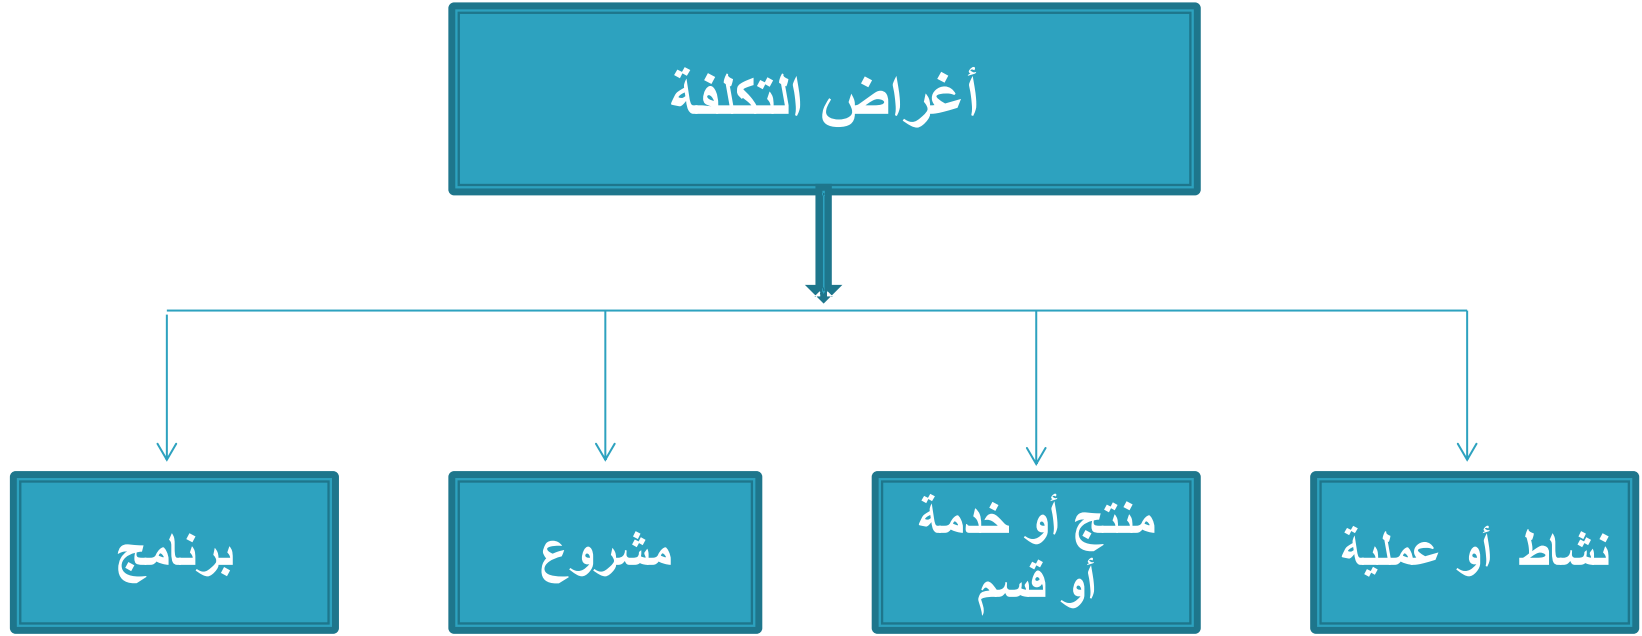 أغراض التكلفة
نشاط أو عملية
منتج أو خدمة
أو قسم
مشروع
برنامج